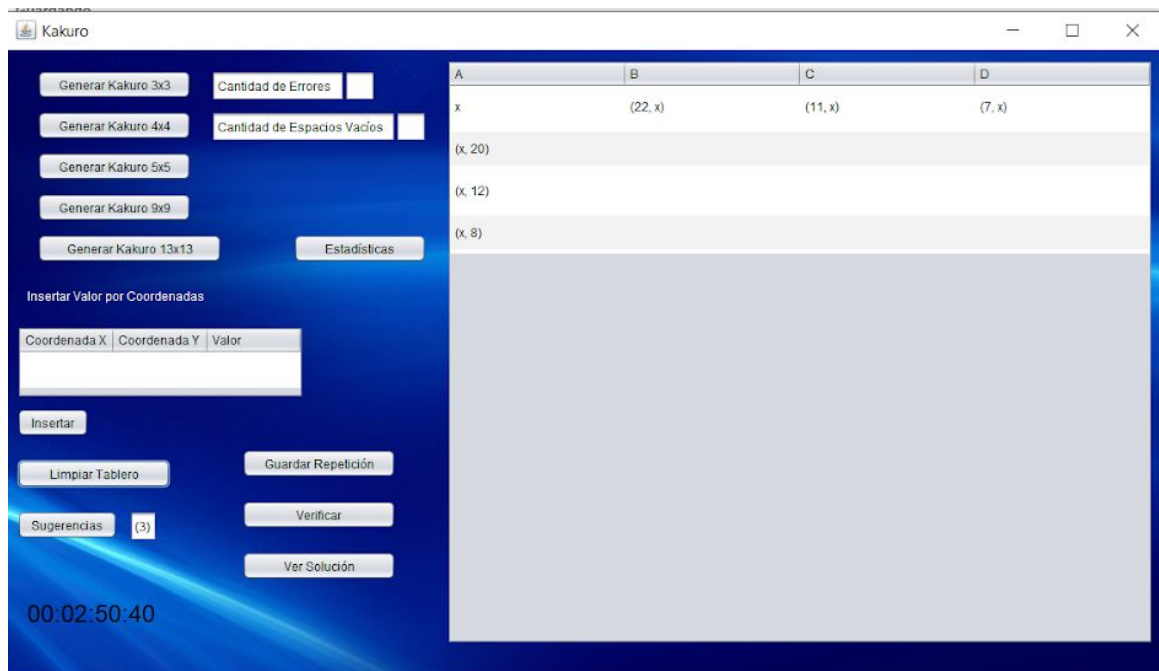 Guardando
Kakuro
Generar Kakuro 3x3
Cantidad de Errores
Generar Kakuro 4x4
Cantidad de Espacios Vacíos
Generar Kakuro 5x5
Generar Kakuro 9x9
Generar Kakuro 13x13
Estadísticas
Insertar Valor por Coordenadas
Coordenada X Coordenada Y Valor
Insertar
Limpiar Tablero
Guardar Repetición
Sugerencias (3)
Verificar
Ver Solución
00:02:50:40
A B C D
x (22, x) (11, x) (7, x)
(x, 20)
(x, 12)
(x, 8)